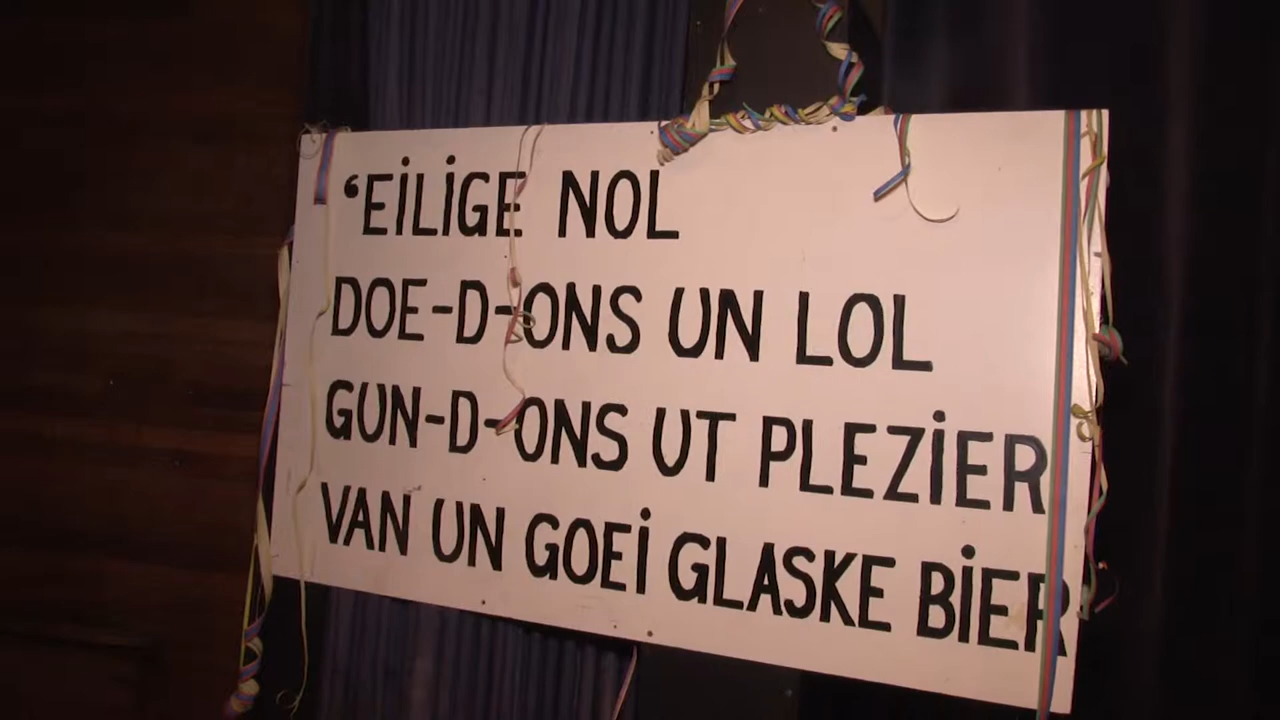 ‘EiLiGE NOL
DOE-D-ONS UN LOL
GUN-D-ONS UT PLEZiER
VAN UN GOEi GLASKE BiER